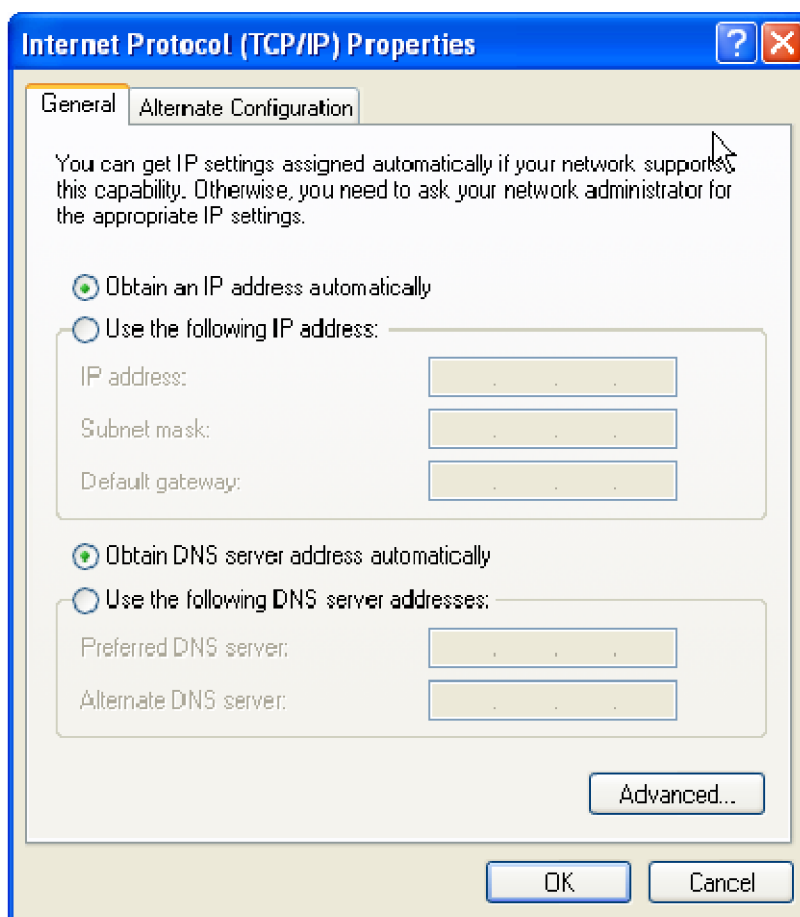 Internet Protocol (TCP/IP) Properties
General
Alternate Configuration
You can get IP settings assigned automatically if your network supports
this capability. Otherwise, you need to ask your network administrator for
the appropriate IP settings.
Obtain an IP address automatically
Use the following IP address:
IP address:
Subnet mask:
Default gateway:
Obtain DNS server address automatically
Use the following DNS server addresses:
Preferred DNS server:
Alternate DNS server:
Advanced...
OK
Cancel